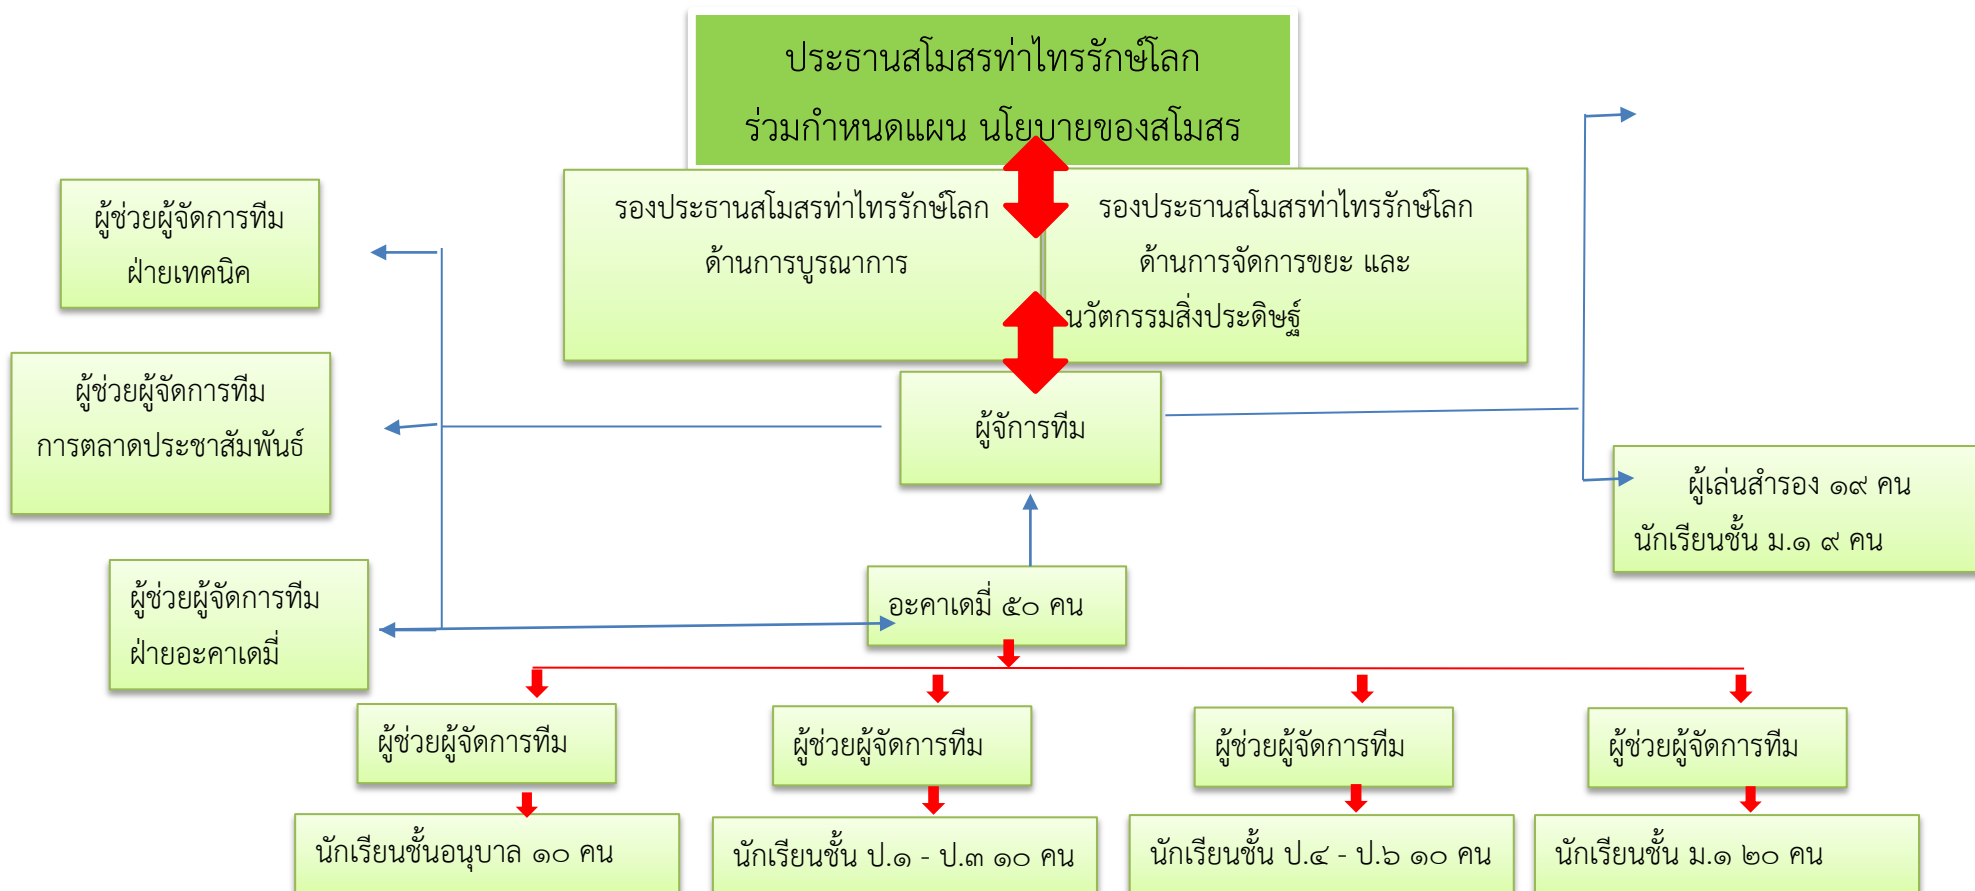 ประธานสโมสรท่าไทรรักษ์โลก
ร่วมกำหนดแผน นโยบายของสโมสร
รองประธานสโมสรท่าไทรรักษ์โลก
ด้านการบูรณาการ
รองประธานสโมสรท่าไทรรักษ์โลก
ด้านการจัดการขยะ และ
นวัตกรรมสิ่งประดิษฐ์
ผู้ช่วยผู้จัดการทีม
ฝ่ายเทคนิค
ผู้ช่วยผู้จัดการทีม
การตลาดประชาสัมพันธ์
ผู้จัการทีม
ผู้เล่นสำรอง ๑๙ คน
นักเรียนชั้น ม.๑ ๙ คน
ผู้ช่วยผู้จัดการทีม
ฝ่ายอะคาเดมี่
อะคาเดมี่ ๕๐ คน
ผู้ช่วยผู้จัดการทีม
ผู้ช่วยผู้จัดการทีม
ผู้ช่วยผู้จัดการทีม
ผู้ช่วยผู้จัดการทีม
นักเรียนชั้นอนุบาล ๑๐ คน
นักเรียนชั้น ป.๑ - ป.๓ ๑๐ คน
นักเรียนชั้น ป.๔ - ป.๖ ๑๐ คน
นักเรียนชั้น ม.๑ ๒๐ คน